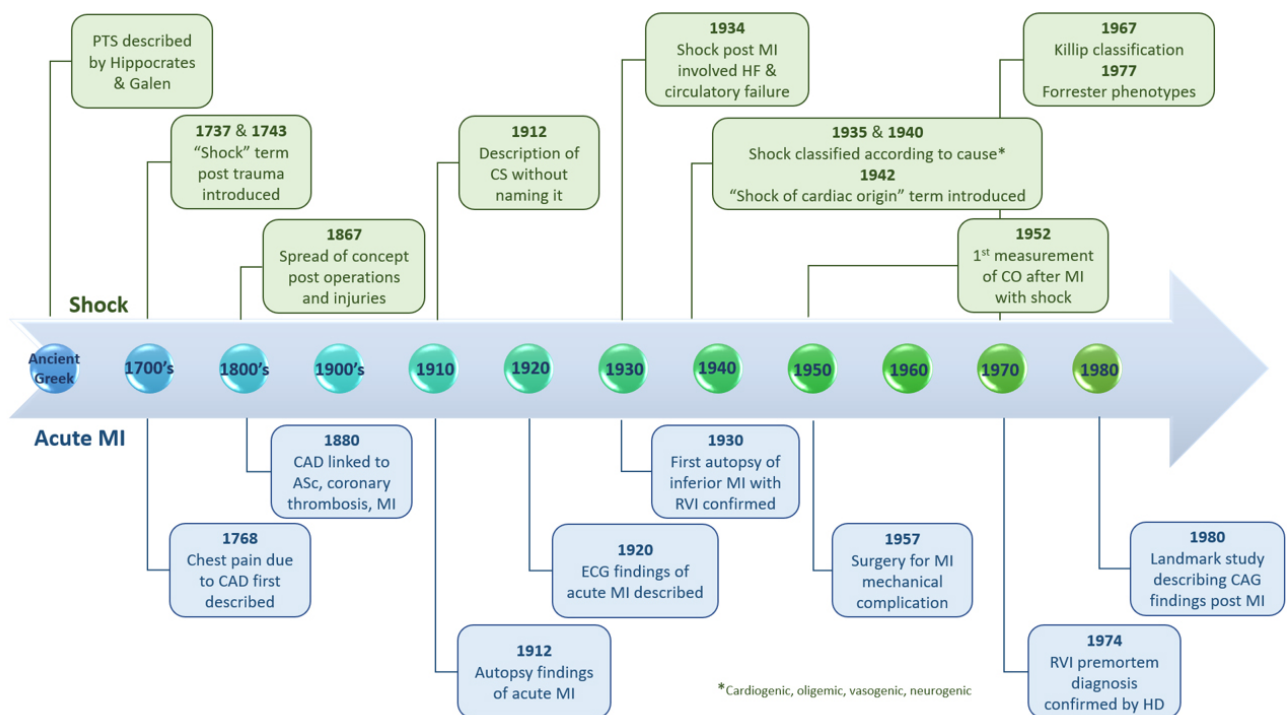 PTS described
by Hippocrates
& Galen
1737 & 1743
“Shock” term
post trauma
introduced
1867
Spread of concept
post operations
and injuries
1912
Description of
CS without
naming it
1934
Shock post MI
involved HF &
circulatory failure
1935 & 1940
Shock classified according to cause*
1942
“Shock of cardiac origin” term introduced
1967
Killip classification
1977
Forrester phenotypes
1952
1st measurement
of CO after MI
with shock
Shock
Ancient
Greek
1700’s
1800’s
1900’s
1910
1920
1930
1940
1950
1960
1970
1980
Acute MI
1768
Chest pain due
to CAD first
described
1880
CAD linked to
ASc, coronary
thrombosis, MI
1912
Autopsy findings
of acute MI
1920
ECG findings of
acute MI described
1930
First autopsy of
inferior MI with
RVI confirmed
1957
Surgery for MI
mechanical
complication
1974
RVI premortem
diagnosis
confirmed by HD
1980
Landmark study
describing CAG
findings post MI
*Cardiogenic, oligemic, vasogenic, neurogenic